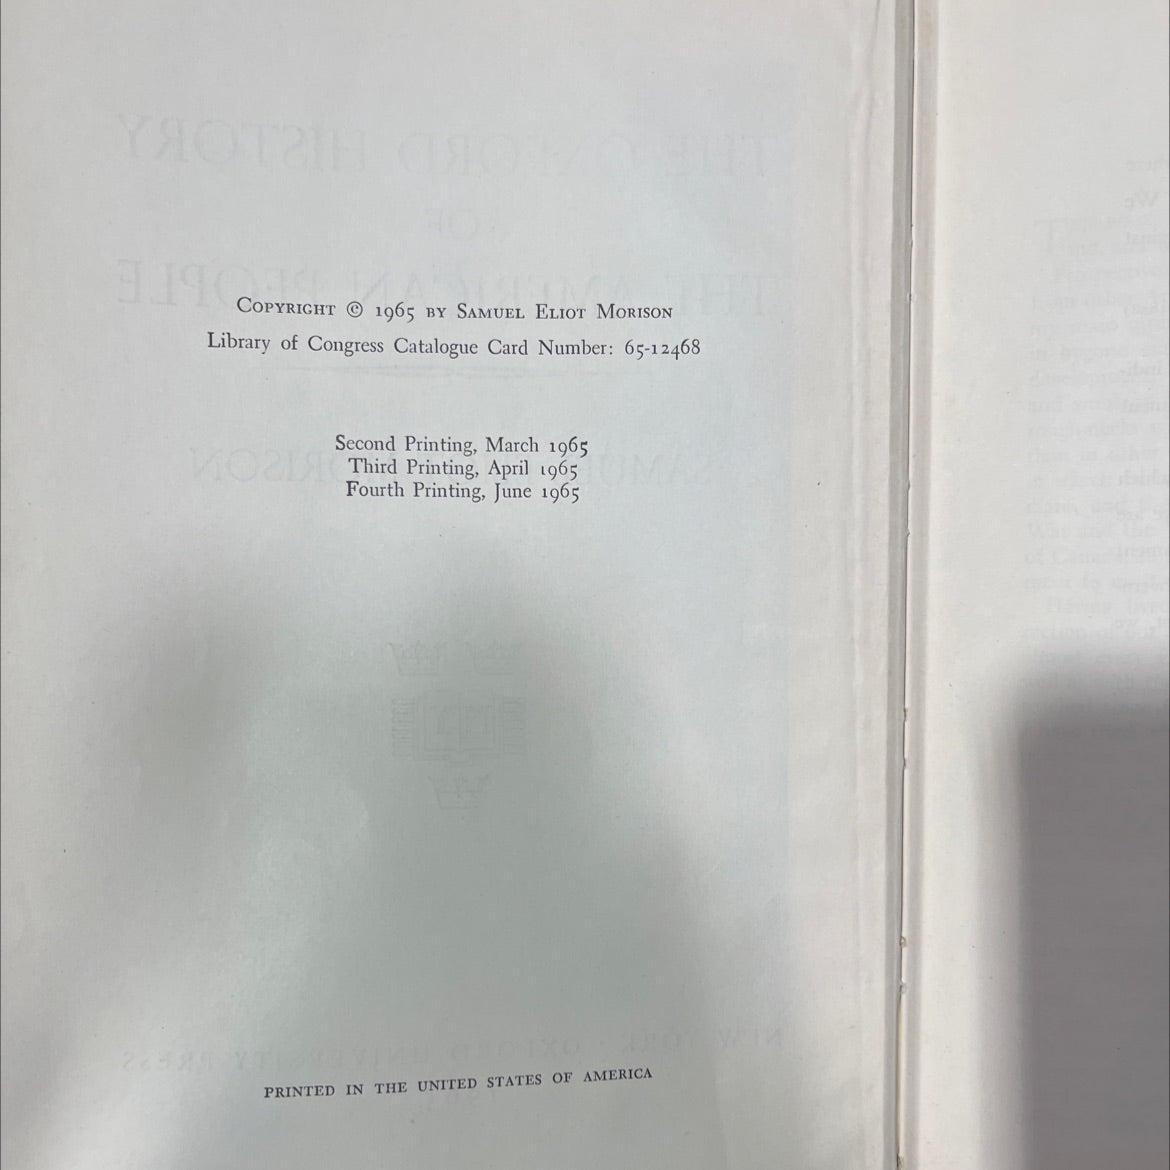 COPYRIGHT © 1965 BY SAMUEL ELIOT MORISON
Library of Congress Catalogue Card Number: 65-12468
Second Printing, March 1965
Third Printing, April 1965
Fourth Printing, June 1965
PRINTED IN THE UNITED STATES OF AMERICA